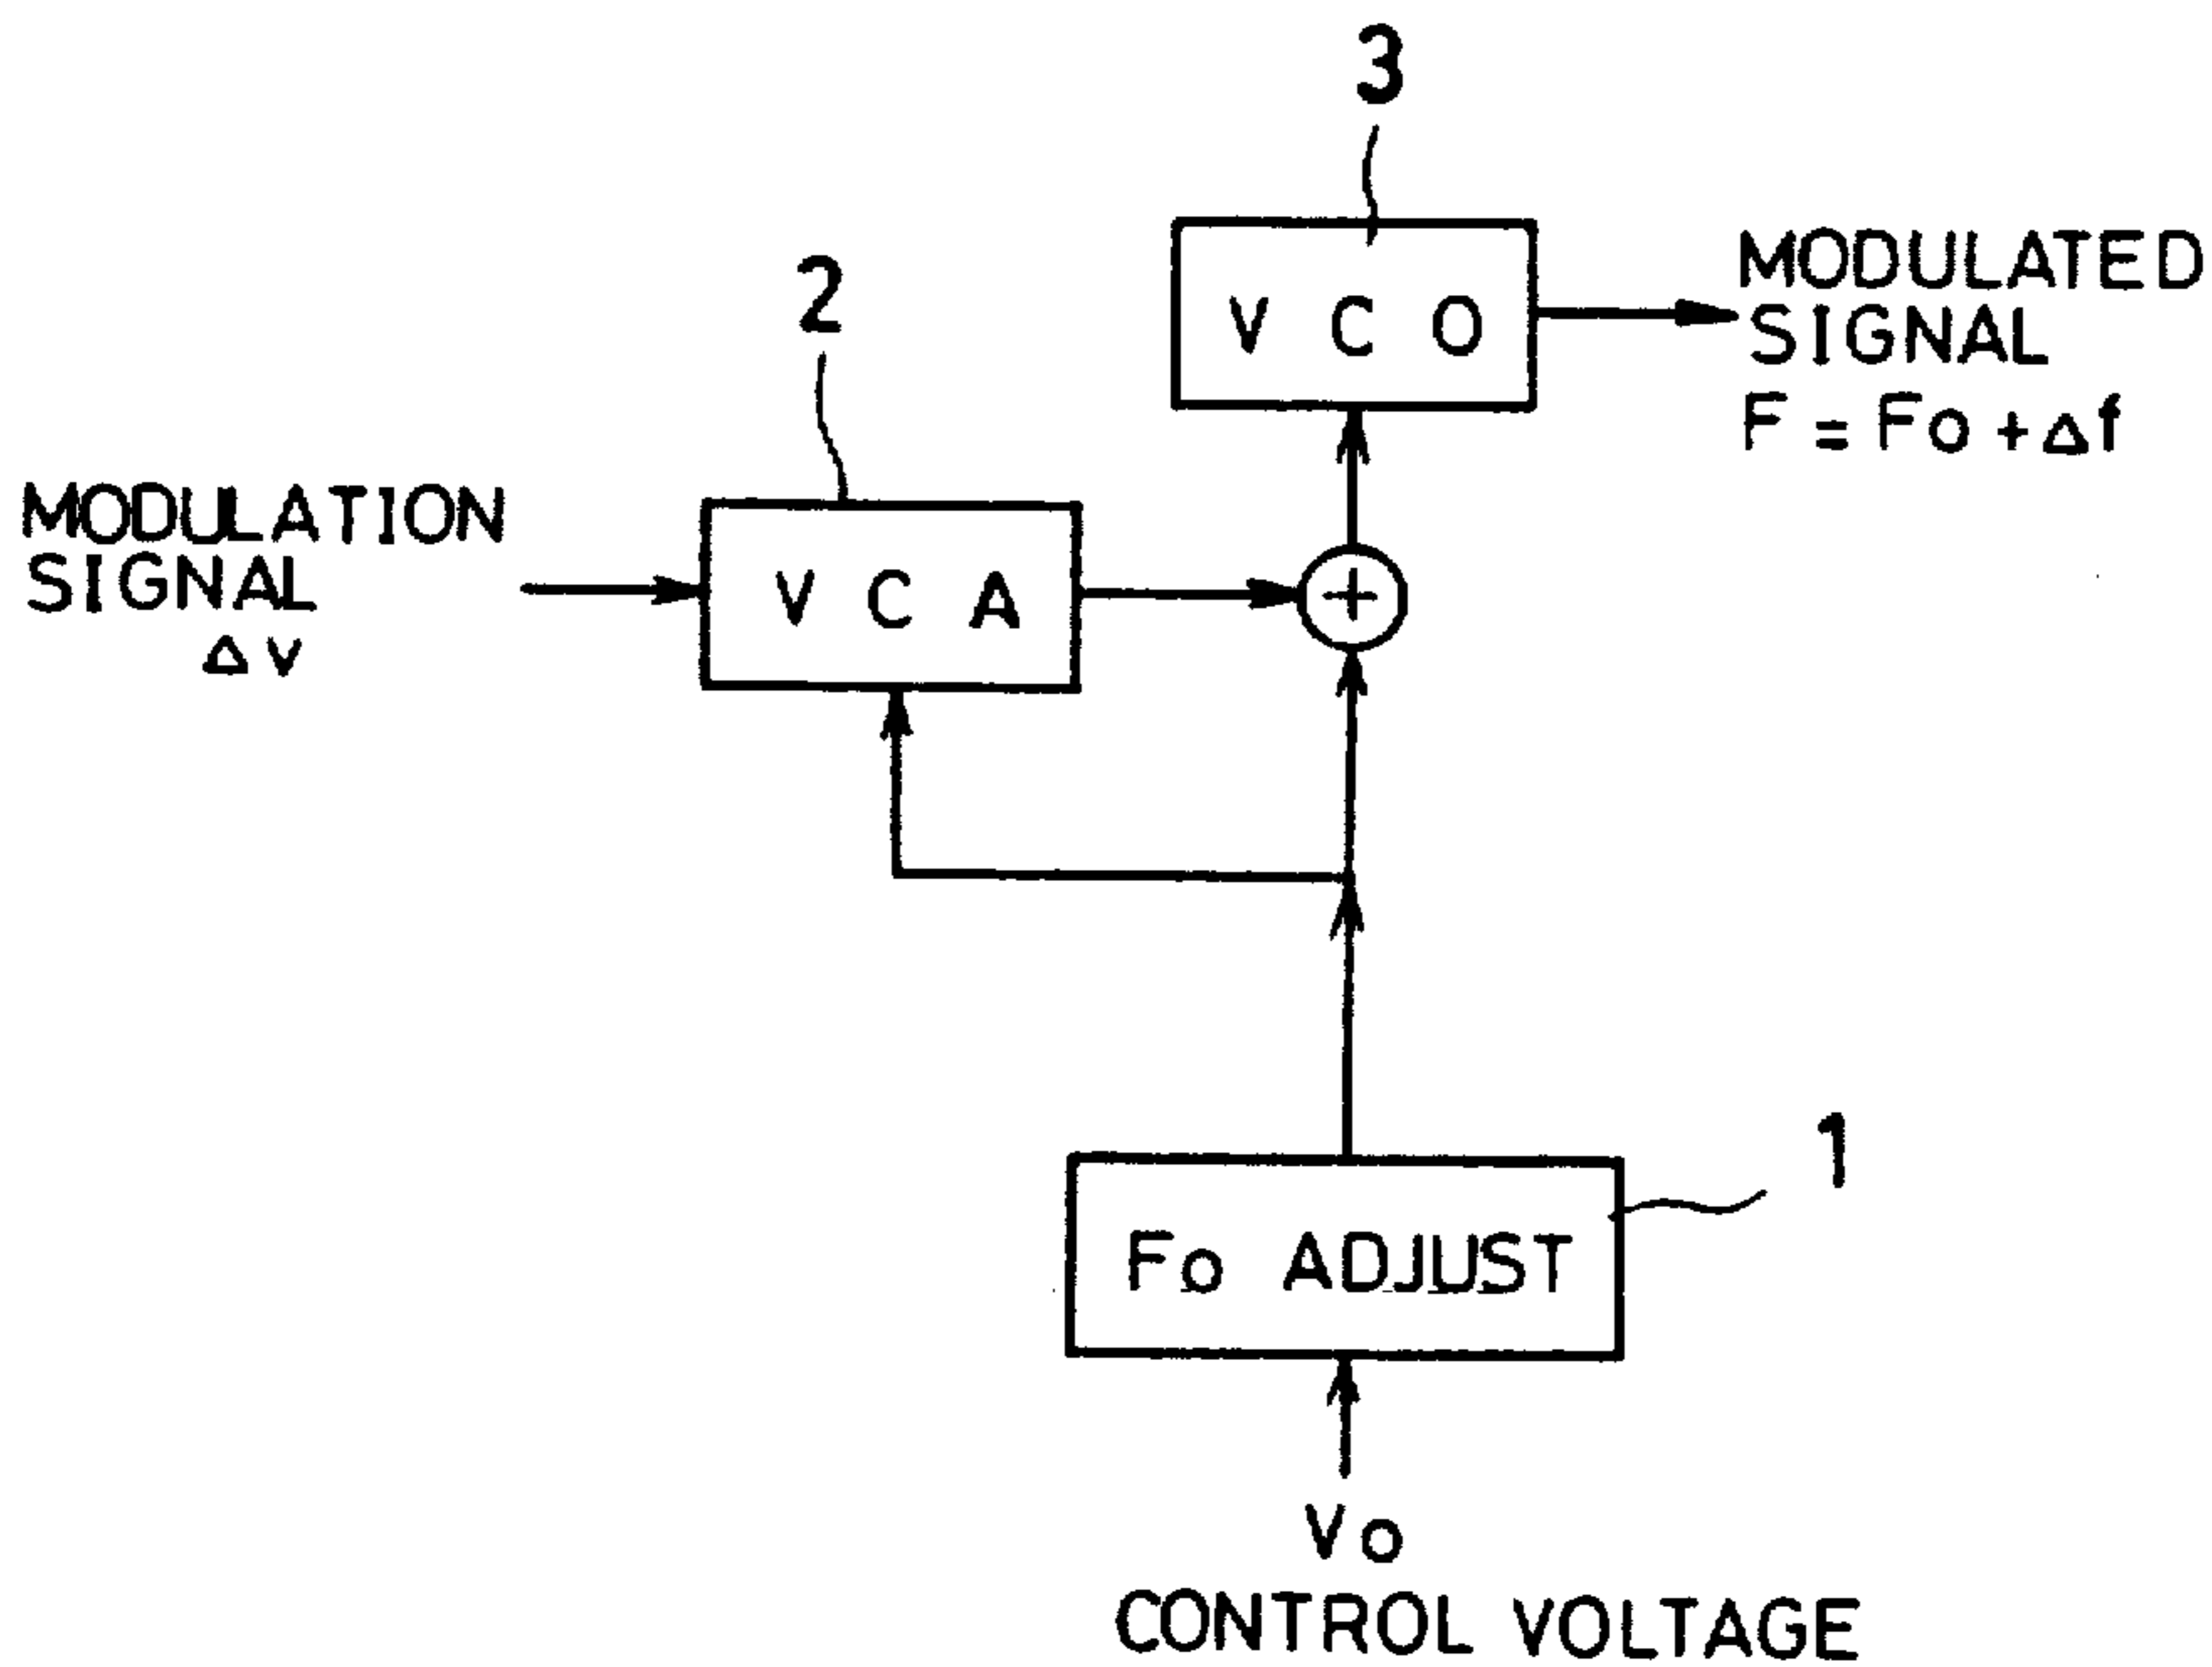 3
2
V C O
MODULATED
SIGNAL
F = Fo + Δf
MODULATION
SIGNAL
Δv
V C A
+
1
Fo ADJUST
Vo
CONTROL VOLTAGE